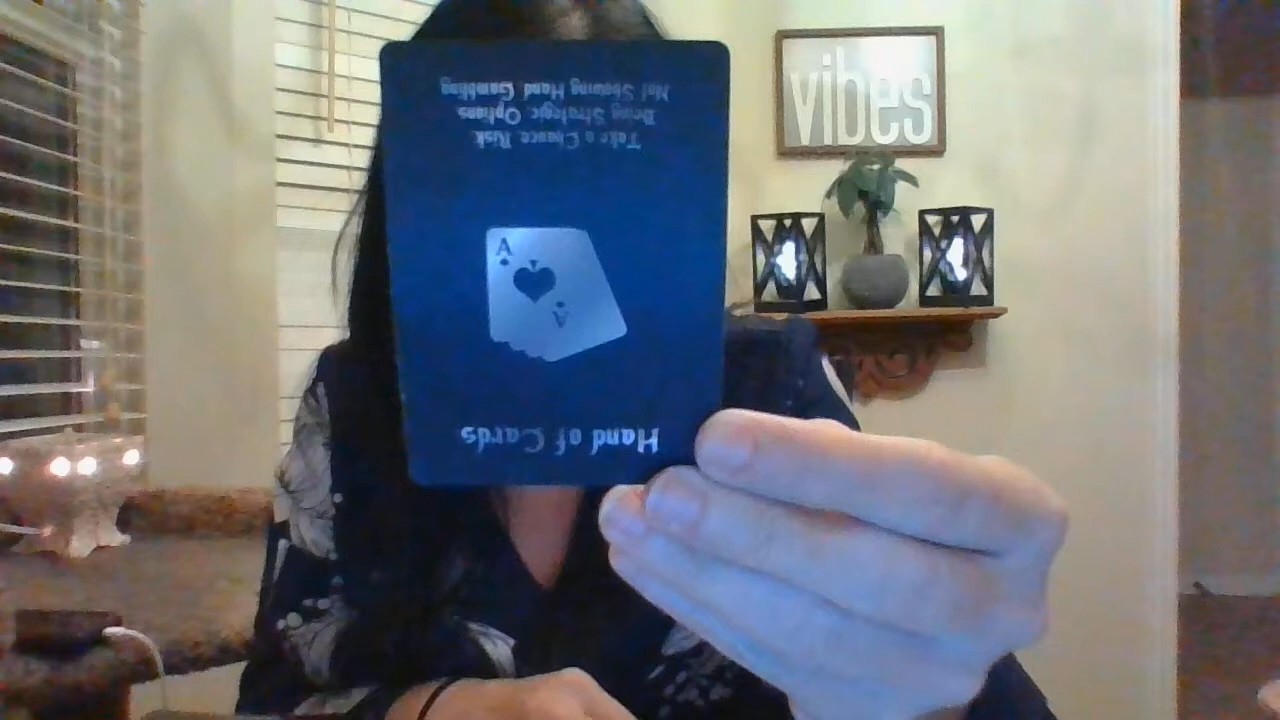 vibes
Hand of Cards
A
A
Take a Chance, Risk
Being Strategic, Options
Not Showing Hand, Gambling